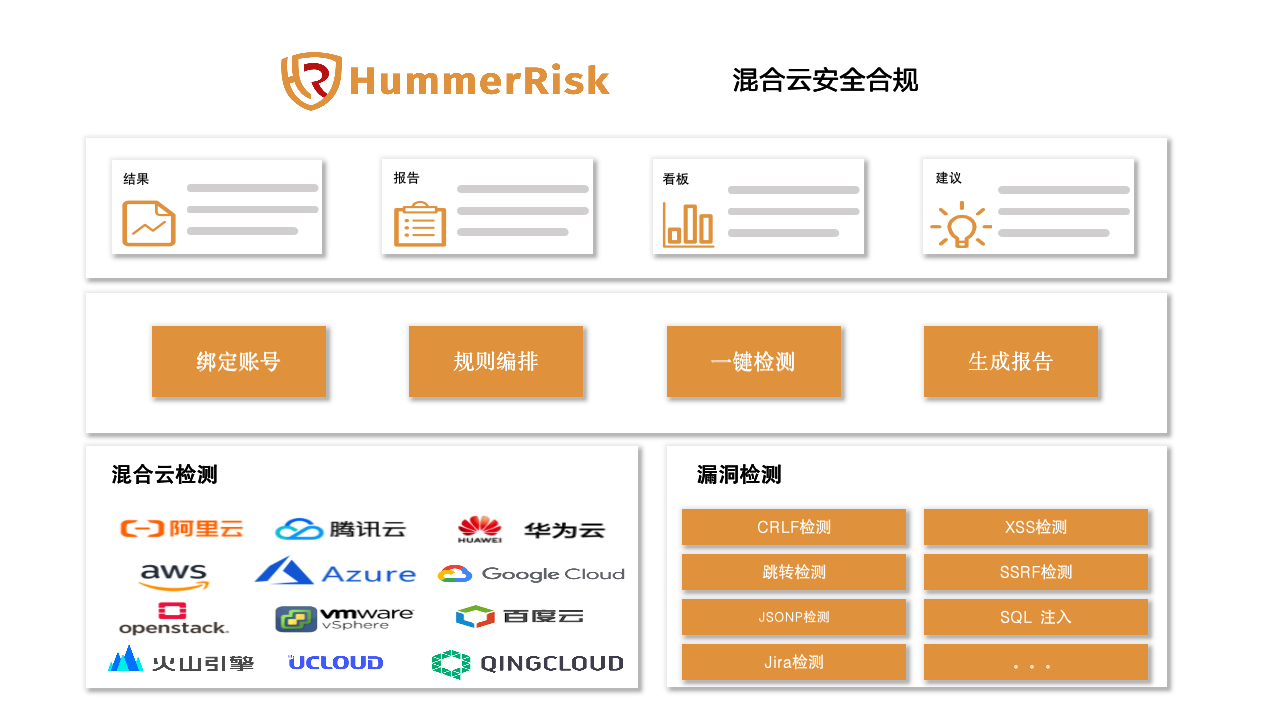 HummerRisk 混合云安全合规
结果 报告 看板 建议
绑定账号 规则编排 一键检测 生成报告
混合云检测
阿里云 腾讯云 HUAWEI 华为云
aws Azure Google Cloud
openstack. vmware vSphere 百度云
火山引擎 UCLOUD QINGCLOUD
漏洞检测
CRLF检测 XSS检测
跳转检测 SSRF检测
JSONP检测 SQL 注入
Jira检测 . . .